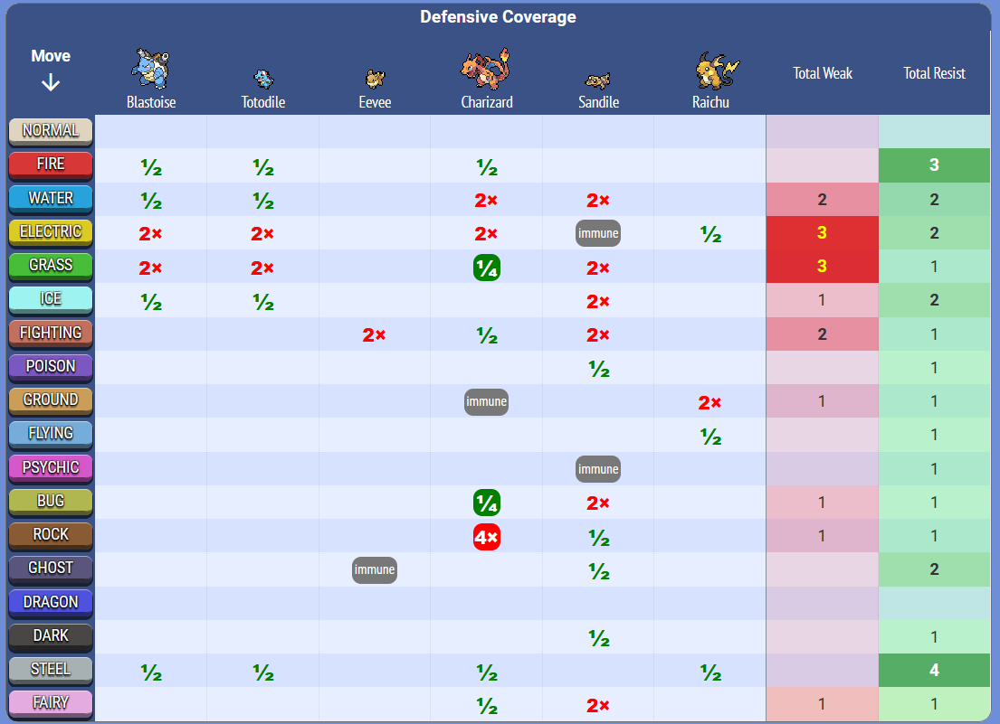 Defensive Coverage
Move ↓ Blastoise Totodile Eevee Charizard Sandile Raichu Total Weak Total Resist
NORMAL
FIRE ½ ½ ½ 3
WATER ½ ½ 2× 2× 2 2
ELECTRIC 2× 2× 2× immune ½ 3 2
GRASS 2× 2× ¼ 2× 3 1
ICE ½ ½ 2× 1 2
FIGHTING 2× ½ 2× 2 1
POISON ½ 1
GROUND immune 2× 1 1
FLYING ½ 1
PSYCHIC immune 1
BUG ¼ 2× 1 1
ROCK 4× ½ 1 1
GHOST immune ½ 2
DRAGON
DARK ½ 1
STEEL ½ ½ ½ ½ 4
FAIRY ½ 2× 1 1